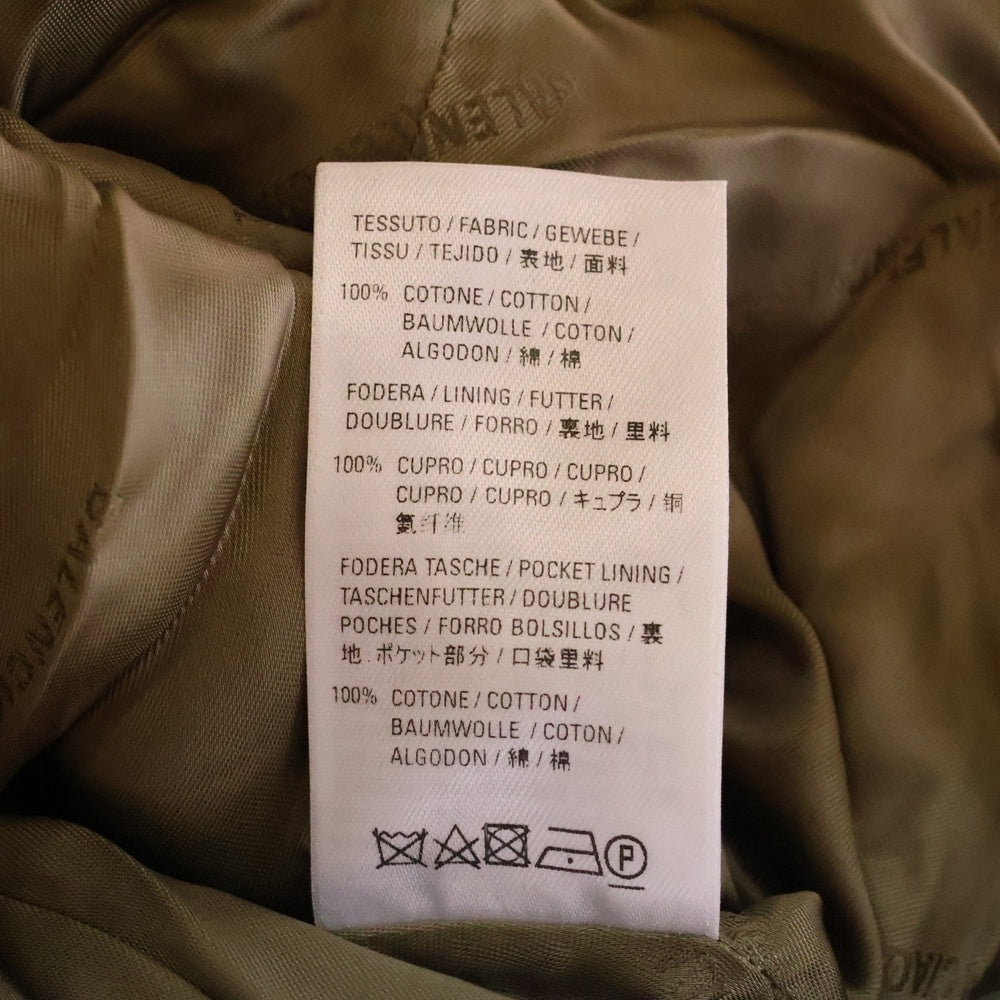 TESSUTO / FABRIC / GEWEBE /
TISSU / TEJIDO / 表地 / 面料
100% COTONE / COTTON /
BAUMWOLLE / COTON /
ALGODON / 綿 / 棉
FODERA / LINING / FUTTER /
DOUBLURE / FORRO / 裏地 / 里料
100% CUPRO / CUPRO / CUPRO /
CUPRO / CUPRO / キュプラ / 铜
氨纤维
FODERA TASCHE / POCKET LINING /
TASCHENFUTTER / DOUBLURE
POCHES / FORRO BOLSILLOS / 裏
地.ポケット部分 / 口袋里料
100% COTONE / COTTON /
BAUMWOLLE / COTON /
ALGODON / 綿 / 棉
P